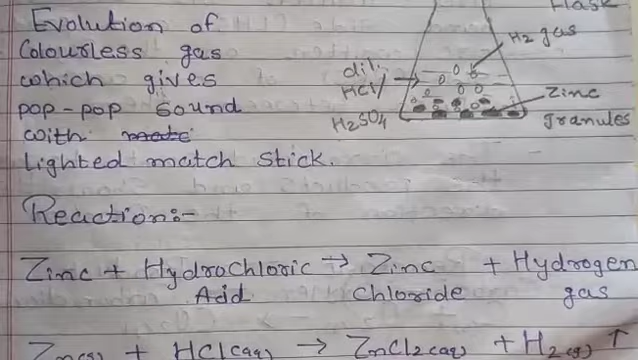 Evolution of
Colourless gas
which gives
pop-pop sound
with
lighted match stick.
Flask
H2 gas
dil.
HCl/
H2SO4
Zinc
granules
Reaction:-
Zinc + Hydrochloric → Zinc + Hydrogen
Acid Chloride gas
Zn(s) + HCl(aq) → ZnCl2(aq) + H2(g) ↑